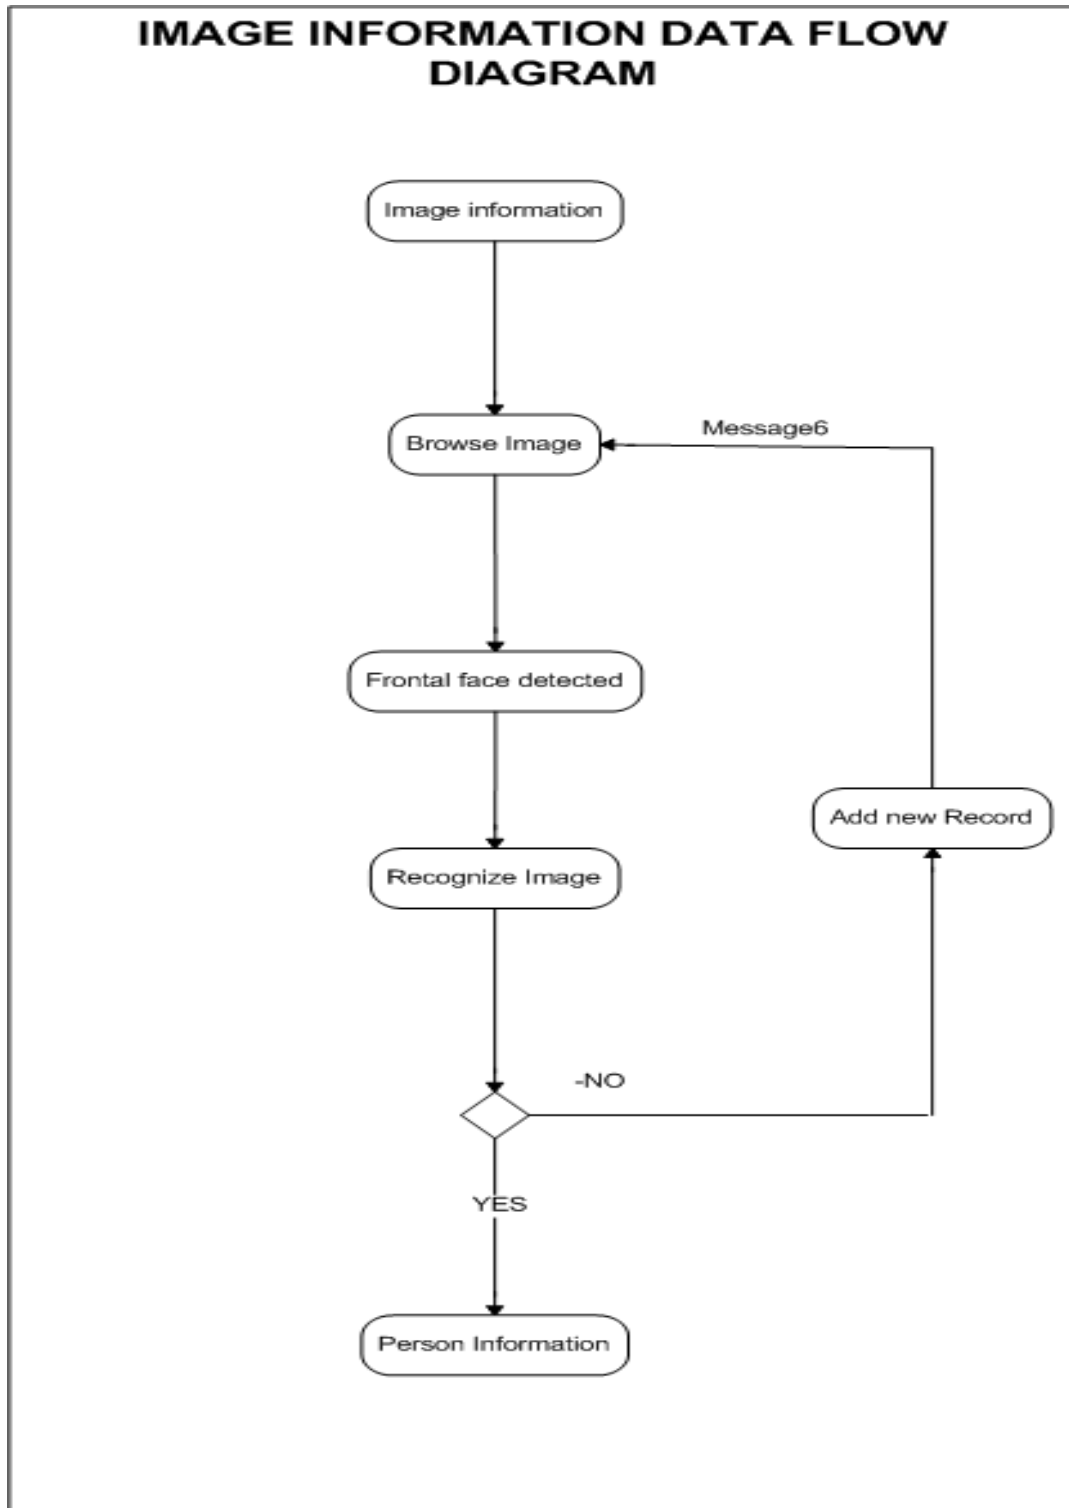 IMAGE INFORMATION DATA FLOW
DIAGRAM
Image information
Browse Image
Message6
Frontal face detected
Add new Record
Recognize Image
-NO
YES
Person Information